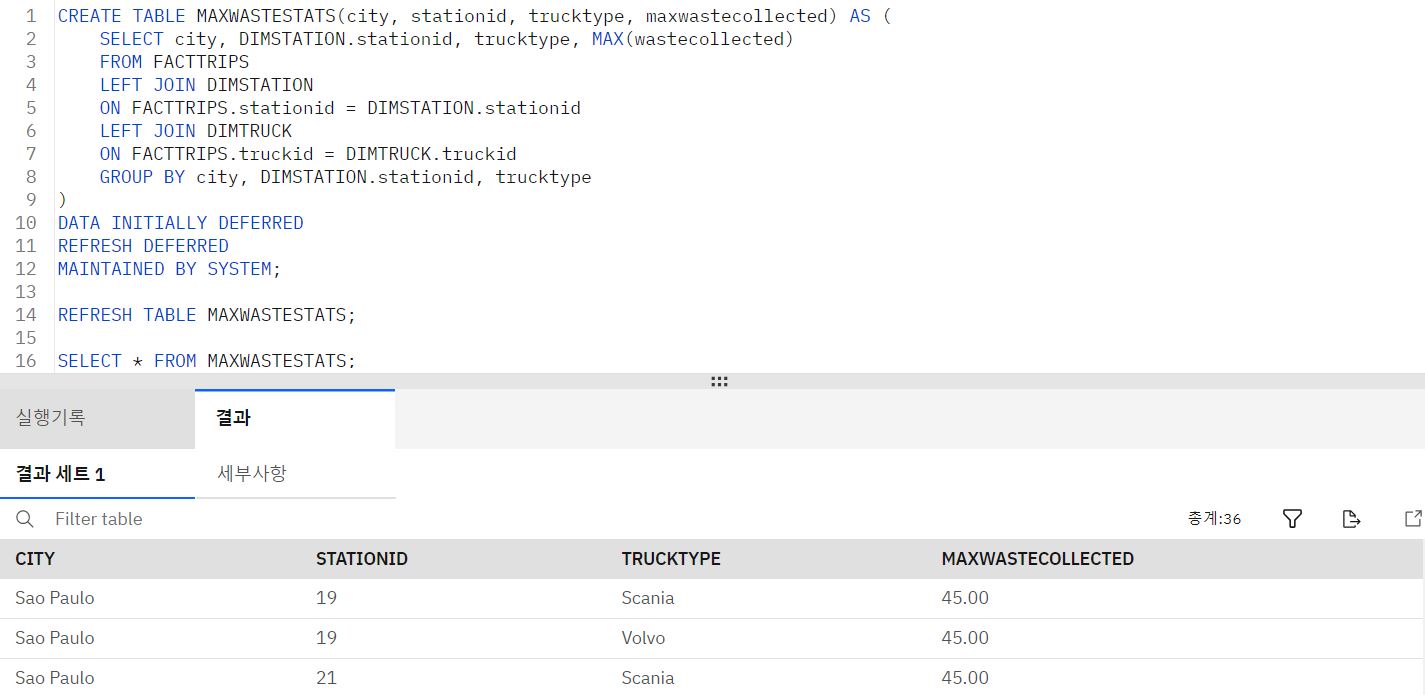 1 CREATE TABLE MAXWASTESTATS(city, stationid, trucktype, maxwastecollected) AS (
2     SELECT city, DIMSTATION.stationid, trucktype, MAX(wastecollected)
3     FROM FACTTRIPS
4     LEFT JOIN DIMSTATION
5     ON FACTTRIPS.stationid = DIMSTATION.stationid
6     LEFT JOIN DIMTRUCK
7     ON FACTTRIPS.truckid = DIMTRUCK.truckid
8     GROUP BY city, DIMSTATION.stationid, trucktype
9 )
10 DATA INITIALLY DEFERRED
11 REFRESH DEFERRED
12 MAINTAINED BY SYSTEM;
13
14 REFRESH TABLE MAXWASTESTATS;
15
16 SELECT * FROM MAXWASTESTATS;
실행기록 결과
결과 세트 1 세부사항
Filter table 총계:36
CITY STATIONID TRUCKTYPE MAXWASTECOLLECTED
Sao Paulo 19 Scania 45.00
Sao Paulo 19 Volvo 45.00
Sao Paulo 21 Scania 45.00